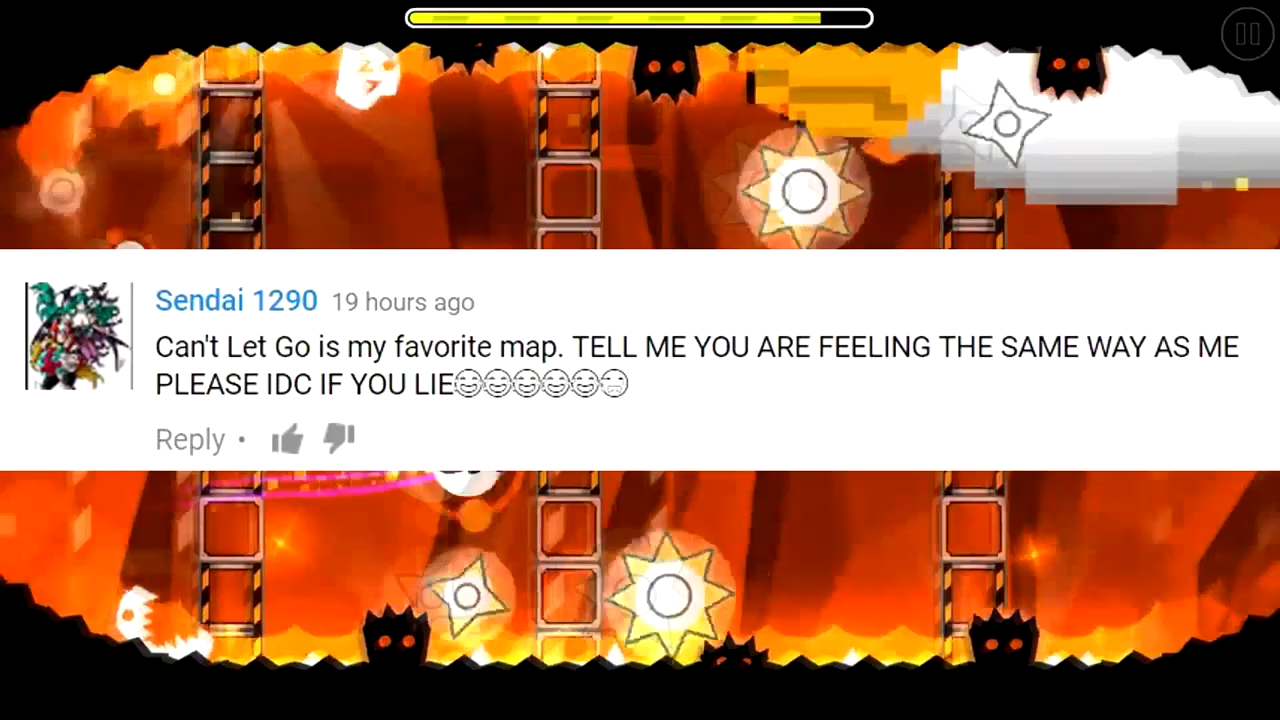 Sendai 1290 19 hours ago
Can't Let Go is my favorite map. TELL ME YOU ARE FEELING THE SAME WAY AS ME
PLEASE IDC IF YOU LIE😄😄😄😄😄😅
Reply •